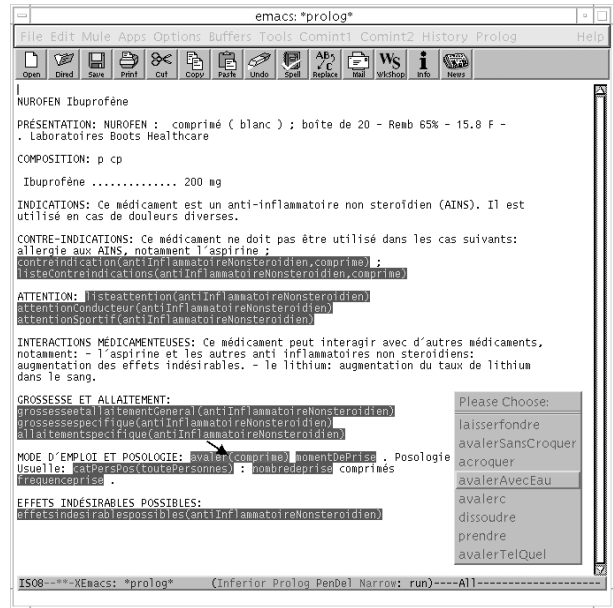 emacs: *prolog*
File Edit Mule Apps Options Buffers Tools Comint1 Comint2 History Prolog Help
Open Dired Save Print Cut Copy Paste Undo Spell Replace Mail WkShop Info News
NUROFEN Ibuprofène
PRÉSENTATION: NUROFEN : comprimé ( blanc ) ; boîte de 20 - Remb 65% - 15.8 F -
. Laboratoires Boots Healthcare
COMPOSITION: p cp
Ibuprofène .............. 200 mg
INDICATIONS: Ce médicament est un anti-inflammatoire non steroïdien (AINS). Il est
utilisé en cas de douleurs diverses.
CONTRE-INDICATIONS: Ce médicament ne doit pas être utilisé dans les cas suivants:
allergie aux AINS, notamment l'aspirine ;
contreindication(antiInflammatoireNonsteroidien,comprime) ;
listeContreindications(antiInflammatoireNonsteroidien,comprime)
ATTENTION: listeattention(antiInflammatoireNonsteroidien)
attentionConducteur(antiInflammatoireNonsteroidien)
attentionSportif(antiInflammatoireNonsteroidien)
INTERACTIONS MÉDICAMENTEUSES: Ce médicament peut interagir avec d'autres médicaments,
notamment: - l'aspirine et les autres anti inflammatoires non steroidiens:
augmentation des effets indésirables. - le lithium: augmentation du taux de lithium
dans le sang.
GROSSESSE ET ALLAITEMENT:
grossesseetallaitementGeneral(antiInflammatoireNonsteroidien)
grossessespecifique(antiInflammatoireNonsteroidien)
allaitementspecifique(antiInflammatoireNonsteroidien)
MODE D'EMPLOI ET POSOLOGIE: avaler(comprime) momentDePrise . Posologie
Usuelle: catPersPos(toutePersonnes) : nombredeprise comprimés
frequenceprise .
EFFETS INDÉSIRABLES POSSIBLES:
effetsindesirablespossibles(antiInflammatoireNonsteroidien)
Please Choose:
laisserfondre
avalerSansCroquer
acroquer
avalerAvecEau
avalerc
dissoudre
prendre
avalerTelQuel
ISO8--**-XEmacs: *prolog* (Inferior Prolog PenDel Narrow: run)----All-----------------